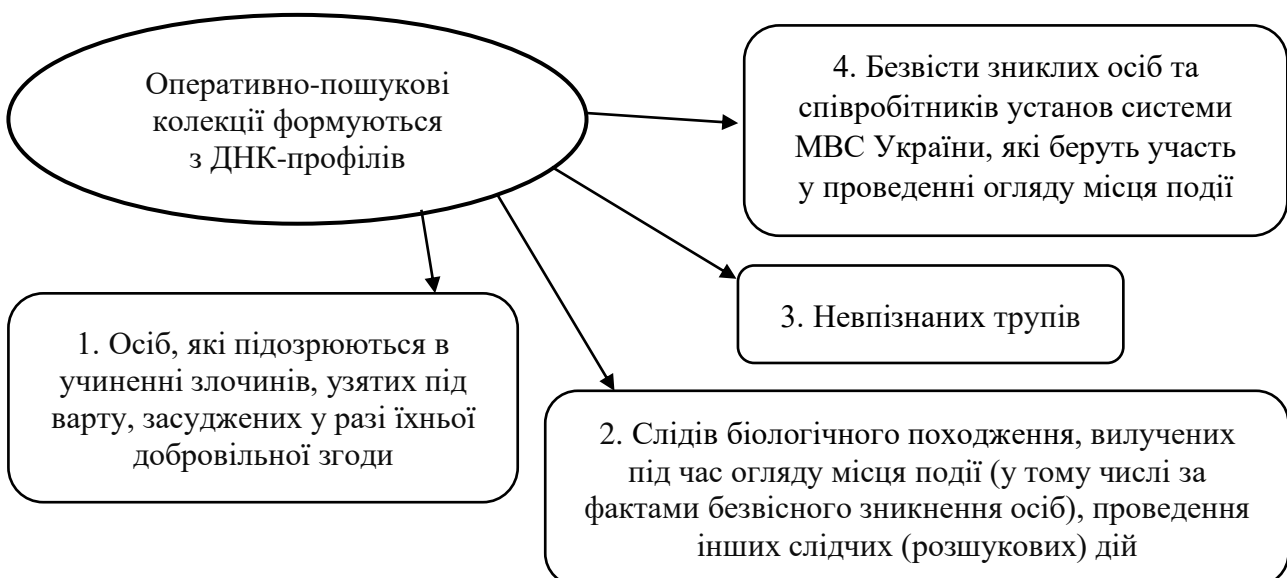 Оперативно-пошукові
колекції формуються
з ДНК-профілів
4. Безвісти зниклих осіб та
співробітників установ системи
МВС України, які беруть участь
у проведенні огляду місця події
3. Невпізнаних трупів
1. Осіб, які підозрюються в
учиненні злочинів, узятих під
варту, засуджених у разі їхньої
добровільної згоди
2. Слідів біологічного походження, вилучених
під час огляду місця події (у тому числі за
фактами безвісного зникнення осіб), проведення
інших слідчих (розшукових) дій